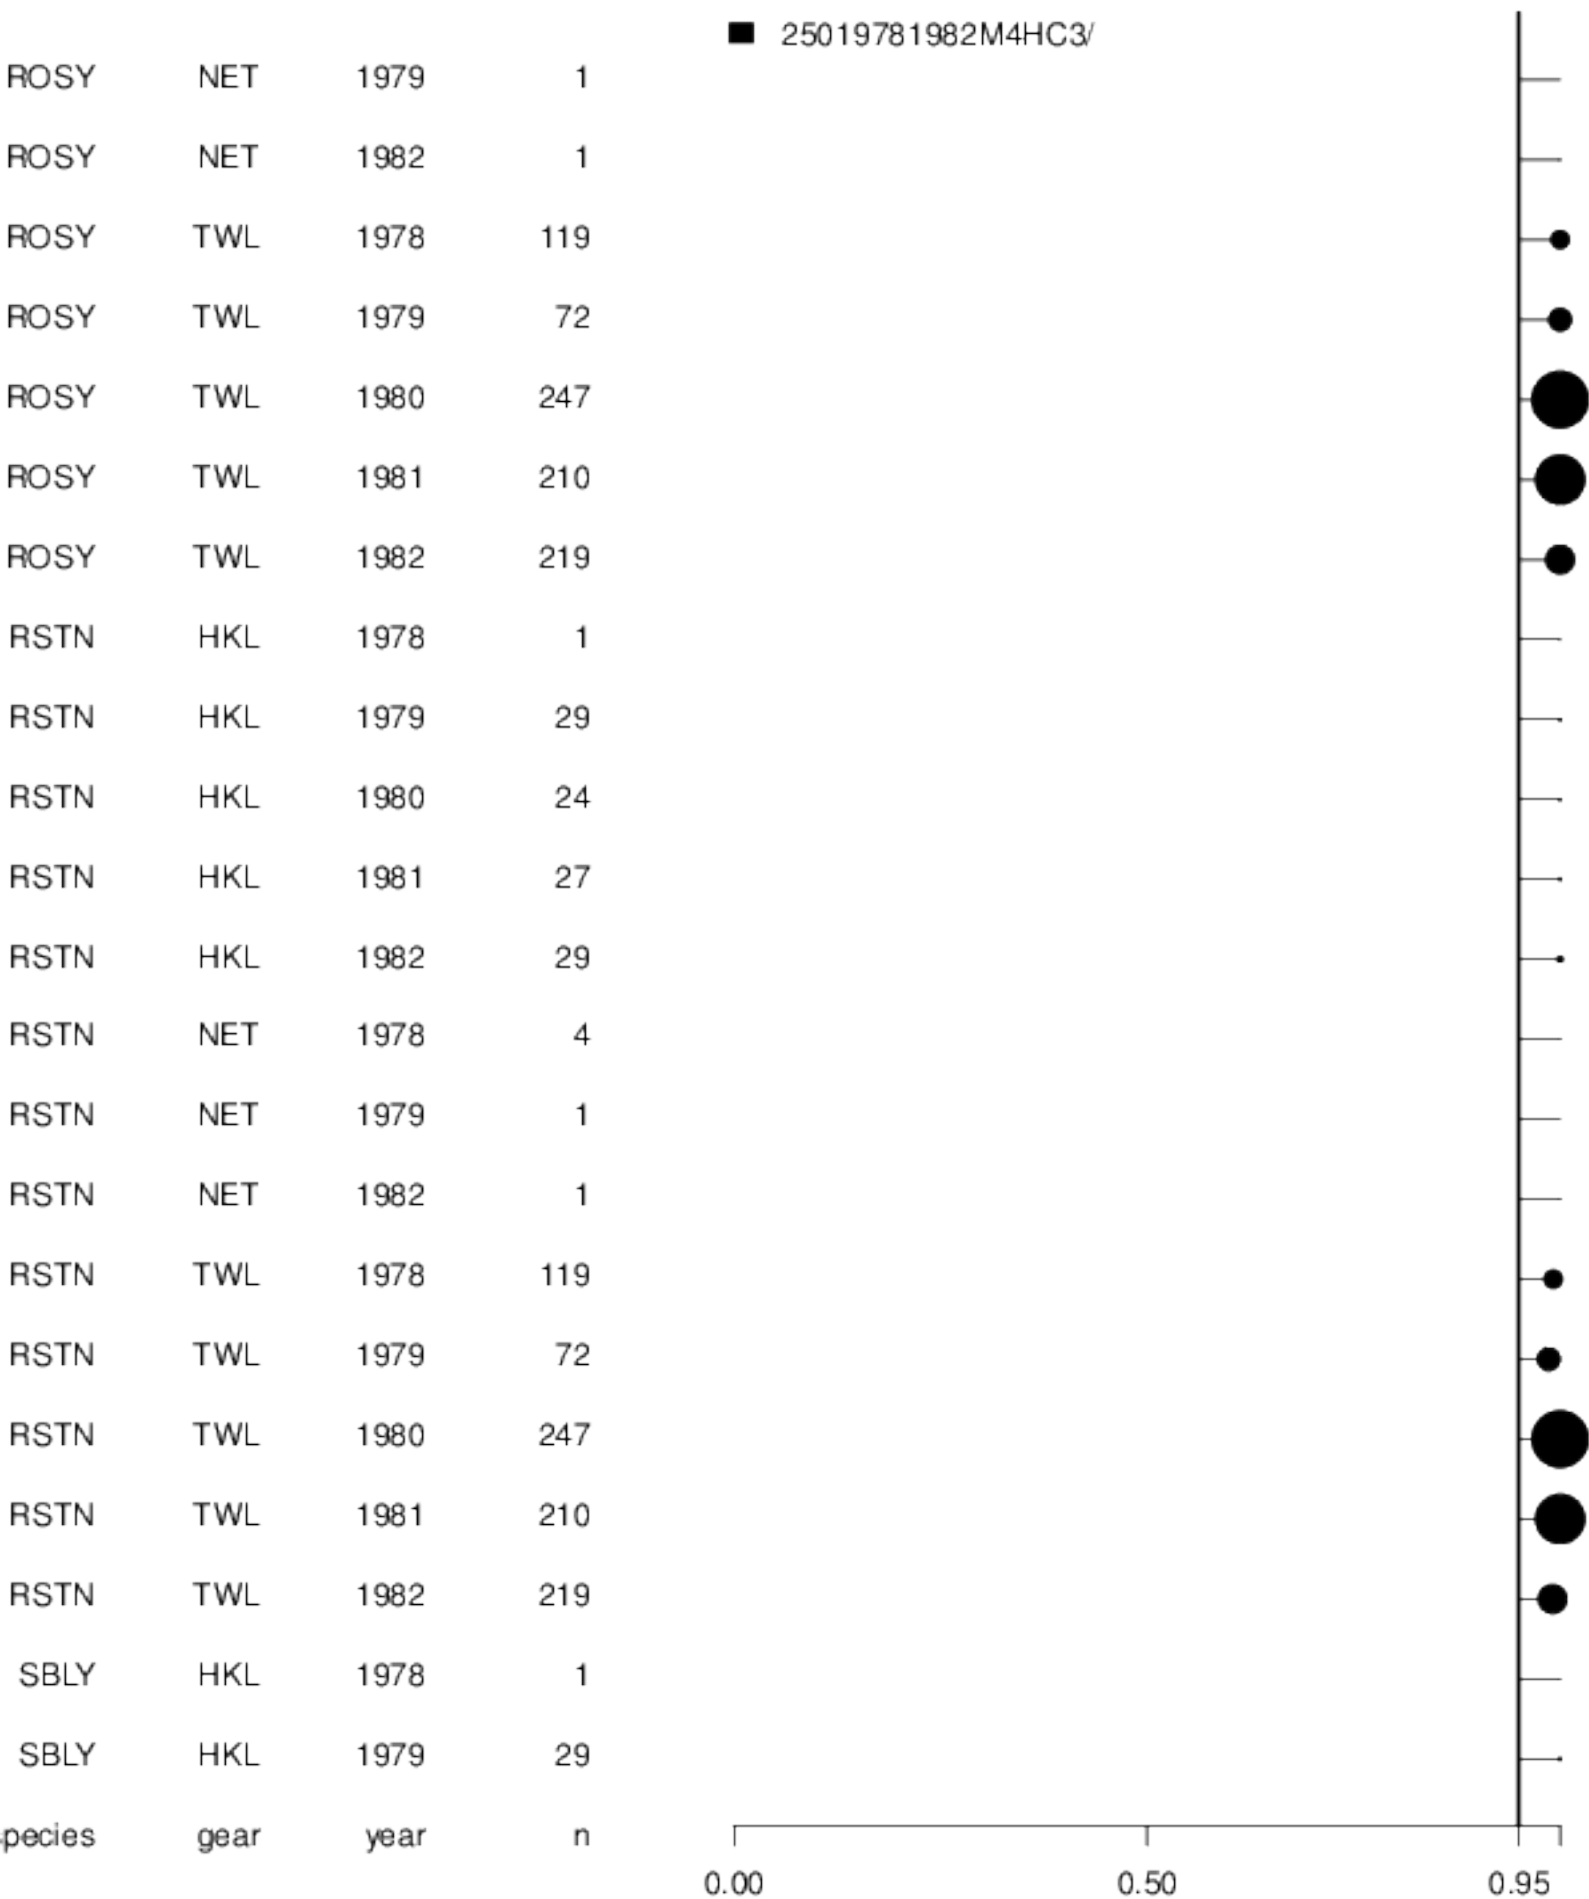 25019781982M4HC3/
ROSY NET 1979 1
ROSY NET 1982 1
ROSY TWL 1978 119
ROSY TWL 1979 72
ROSY TWL 1980 247
ROSY TWL 1981 210
ROSY TWL 1982 219
RSTN HKL 1978 1
RSTN HKL 1979 29
RSTN HKL 1980 24
RSTN HKL 1981 27
RSTN HKL 1982 29
RSTN NET 1978 4
RSTN NET 1979 1
RSTN NET 1982 1
RSTN TWL 1978 119
RSTN TWL 1979 72
RSTN TWL 1980 247
RSTN TWL 1981 210
RSTN TWL 1982 219
SBLY HKL 1978 1
SBLY HKL 1979 29
pecies gear year n
0.00 0.50 0.95